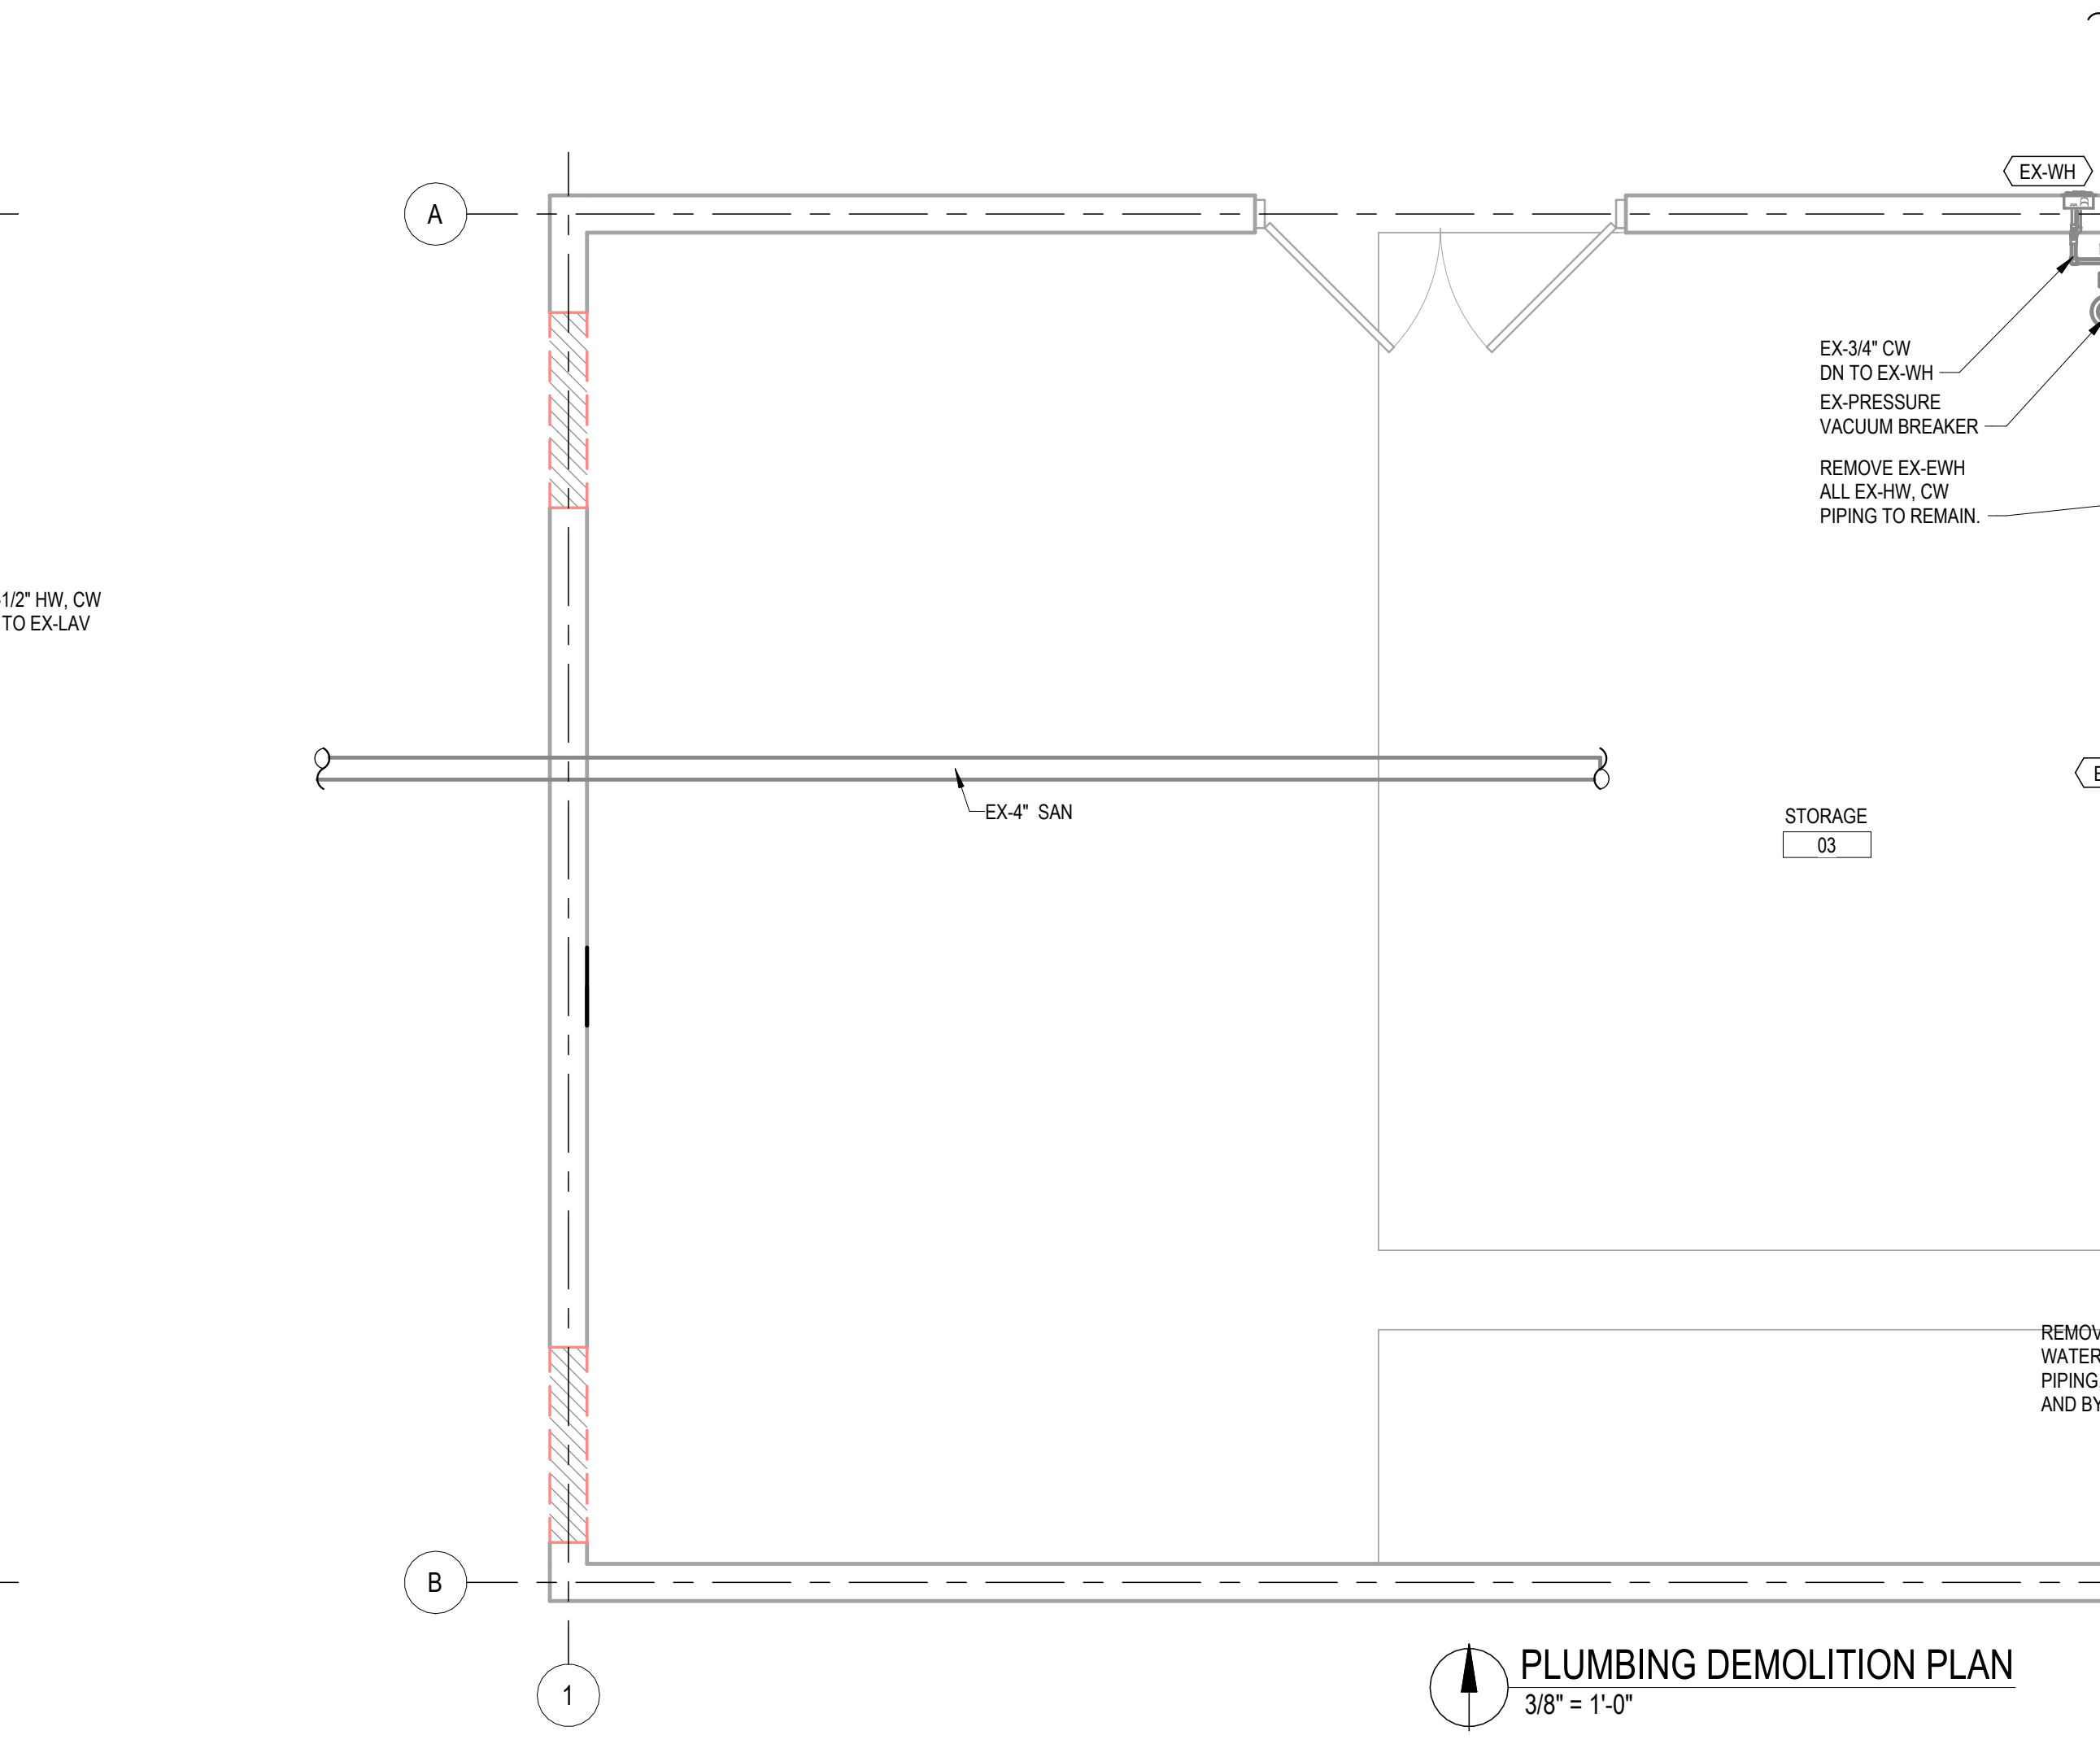 EX-WH
A
EX-3/4" CW
DN TO EX-WH
EX-PRESSURE
VACUUM BREAKER
REMOVE EX-EWH
ALL EX-HW, CW
PIPING TO REMAIN.
1/2" HW, CW
TO EX-LAV
EX-4" SAN
STORAGE
03
WATER
PIPING
AND
B
1
PLUMBING DEMOLITION PLAN
3/8" = 1'-0"